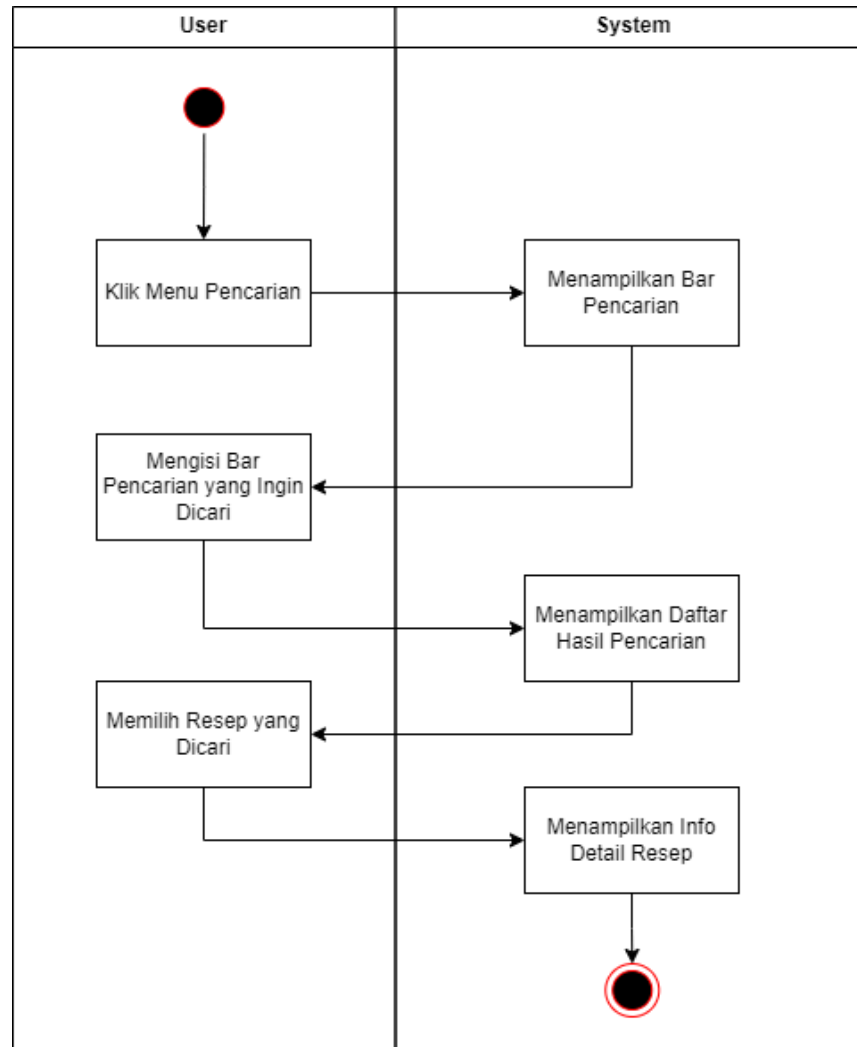 User
System
Klik Menu Pencarian
Menampilkan Bar
Pencarian
Mengisi Bar
Pencarian yang Ingin
Dicari
Menampilkan Daftar
Hasil Pencarian
Memilih Resep yang
Dicari
Menampilkan Info
Detail Resep